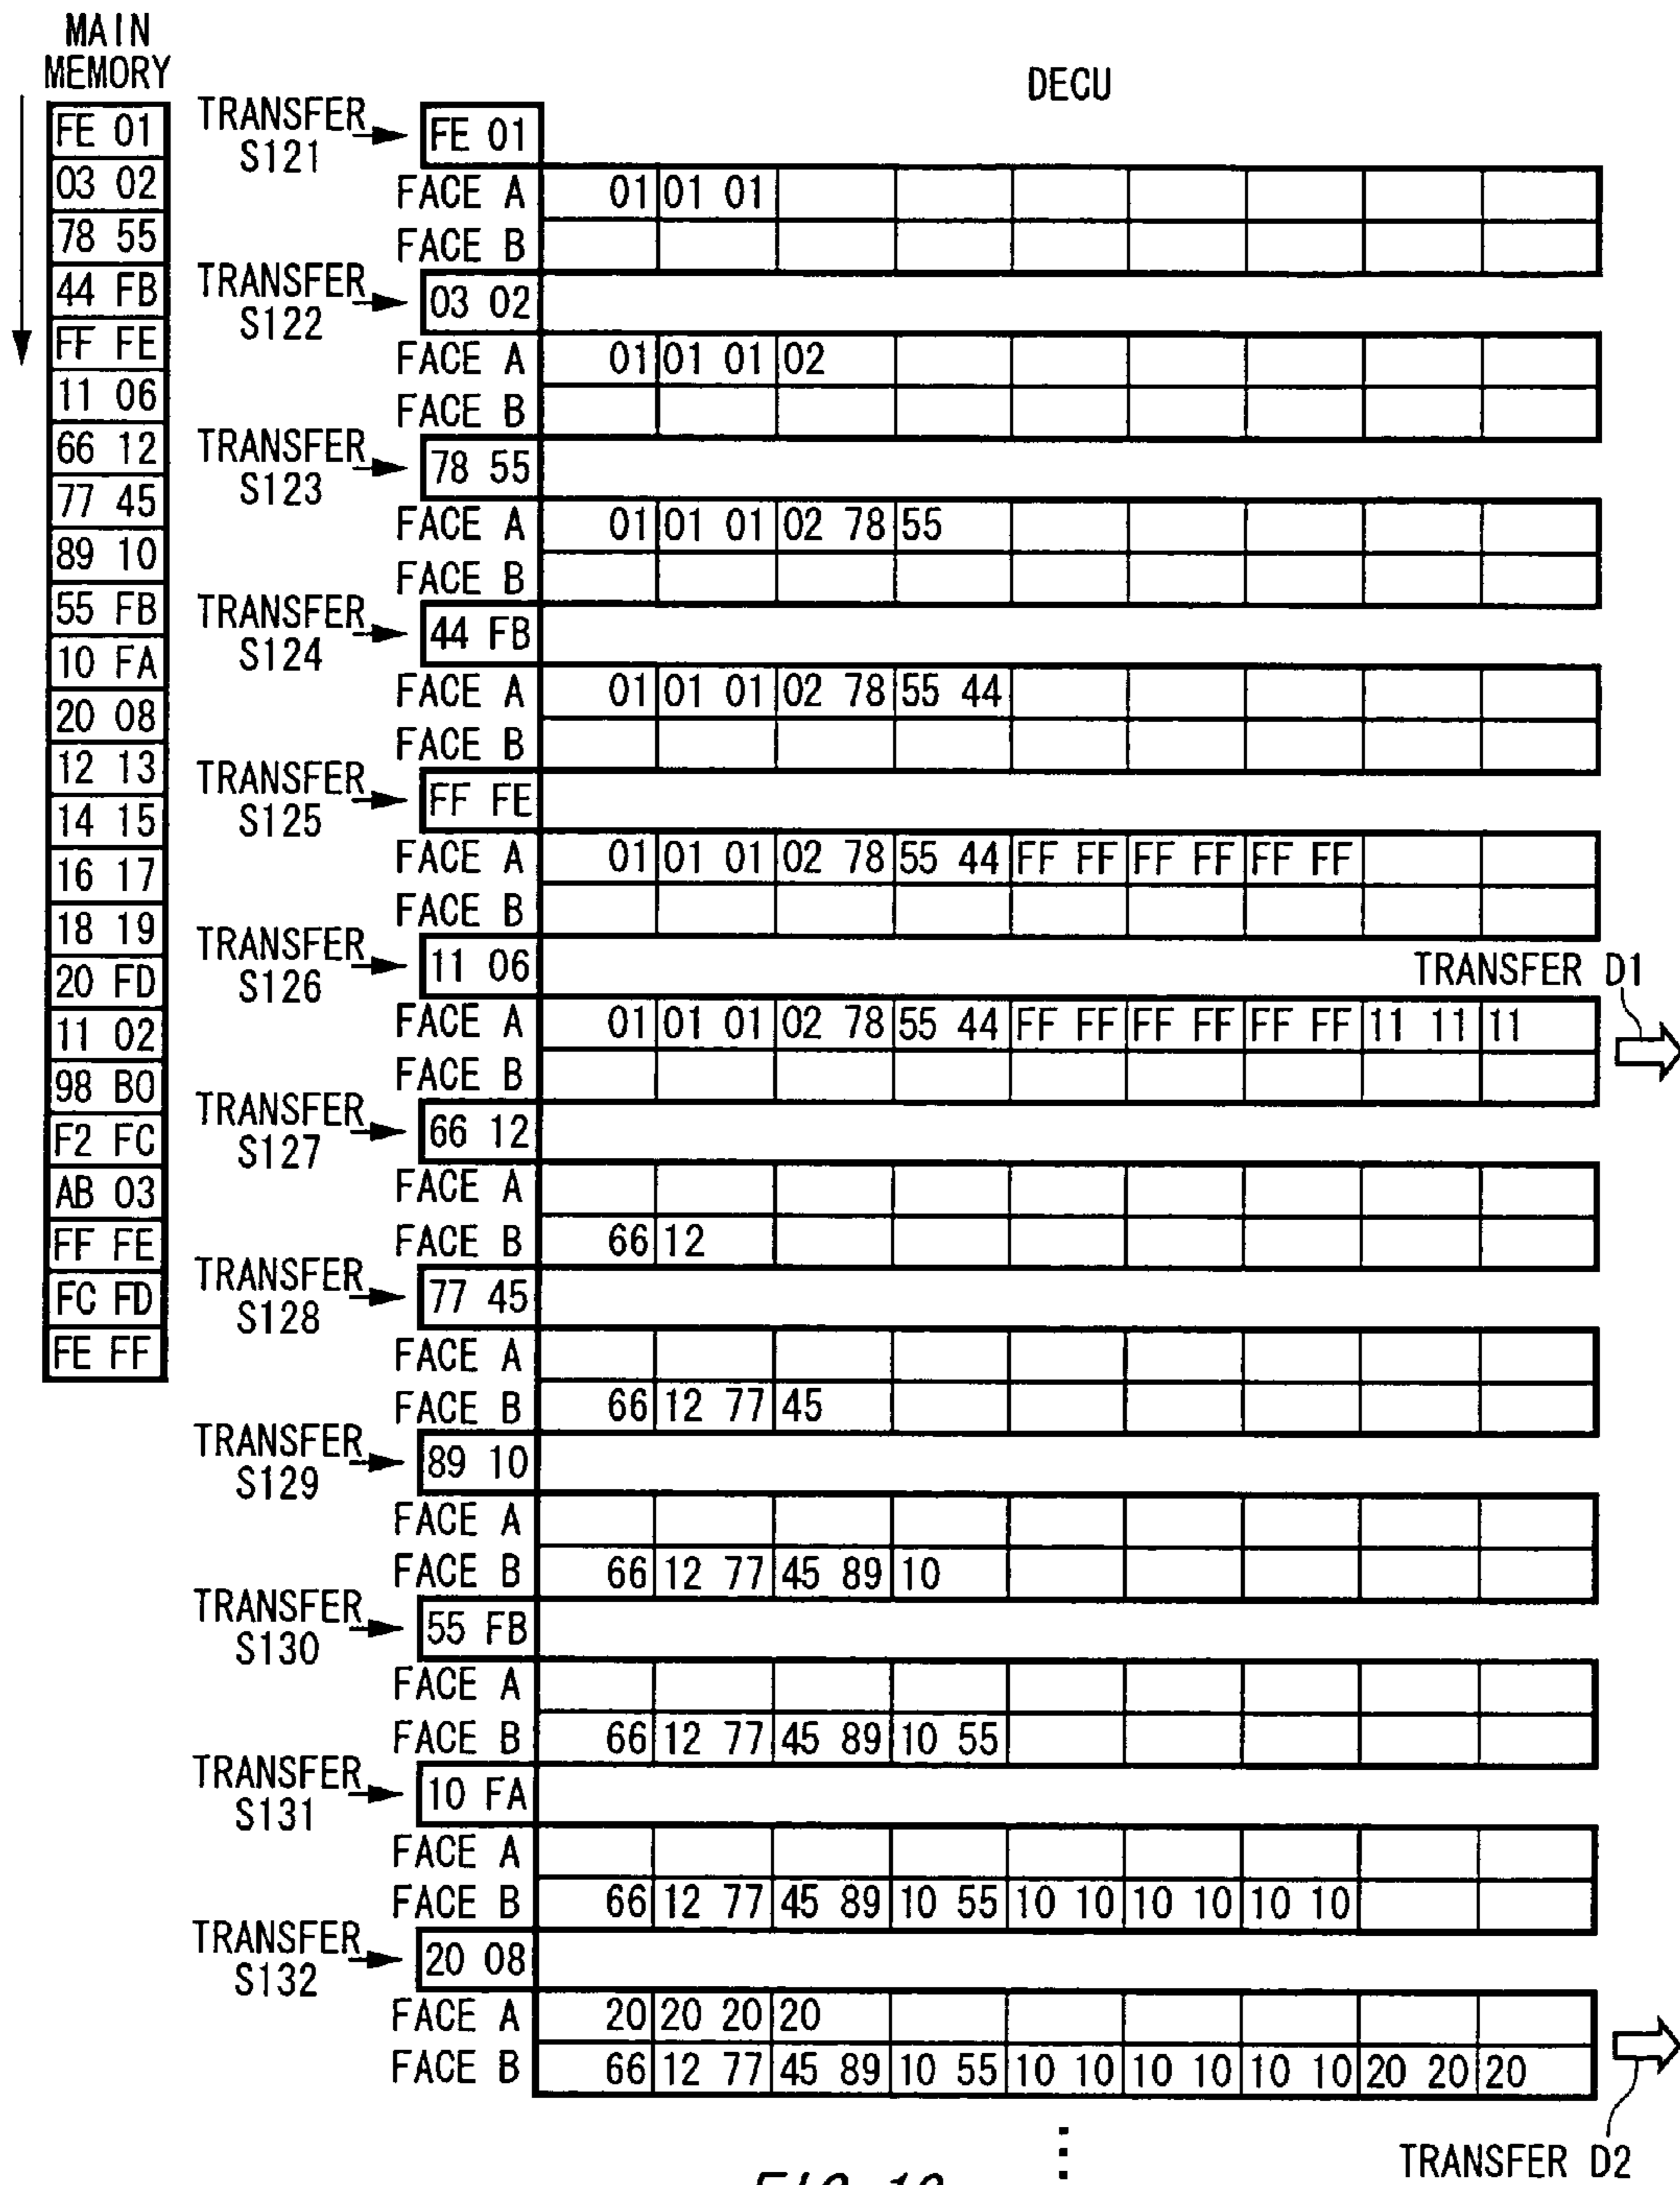 MAIN
MEMORY
FE 01
03 02
78 55
44 FB
FF FE
11 06
66 12
77 45
89 10
55 FB
10 FA
20 08
12 13
14 15
16 17
18 19
20 FD
11 02
98 B0
F2 FC
AB 03
FF FE
FC FD
FE FF
DECU
TRANSFER
S121
FE 01
FACE A 01 01 01
FACE B
TRANSFER
S122
03 02
FACE A 01 01 01 02
FACE B
TRANSFER
S123
78 55
FACE A 01 01 01 02 78 55
FACE B
TRANSFER
S124
44 FB
FACE A 01 01 01 02 78 55 44
FACE B
TRANSFER
S125
FF FE
FACE A 01 01 01 02 78 55 44 FF FF FF FF FF FF
FACE B
TRANSFER
S126
11 06
TRANSFER D1
FACE A 01 01 01 02 78 55 44 FF FF FF FF FF FF 11 11 11
FACE B
TRANSFER
S127
66 12
FACE A
FACE B 66 12
TRANSFER
S128
77 45
FACE A
FACE B 66 12 77 45
TRANSFER
S129
89 10
FACE A
FACE B 66 12 77 45 89 10
TRANSFER
S130
55 FB
FACE A
FACE B 66 12 77 45 89 10 55
TRANSFER
S131
10 FA
FACE A
FACE B 66 12 77 45 89 10 55 10 10 10 10 10 10
TRANSFER
S132
20 08
FACE A 20 20 20 20
FACE B 66 12 77 45 89 10 55 10 10 10 10 10 10 20 20 20
TRANSFER D2